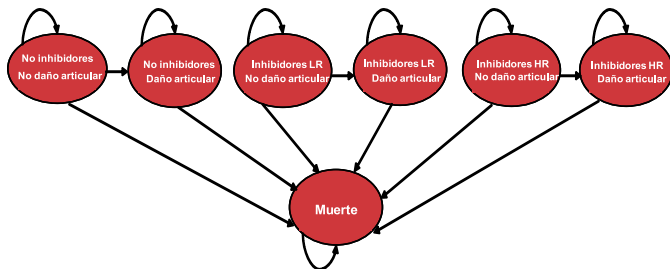 No inhibidores
No daño articular
No inhibidores
Daño articular
Inhibidores LR
No daño articular
Inhibidores LR
Daño articular
Inhibidores HR
No daño articular
Inhibidores HR
Daño articular
Muerte